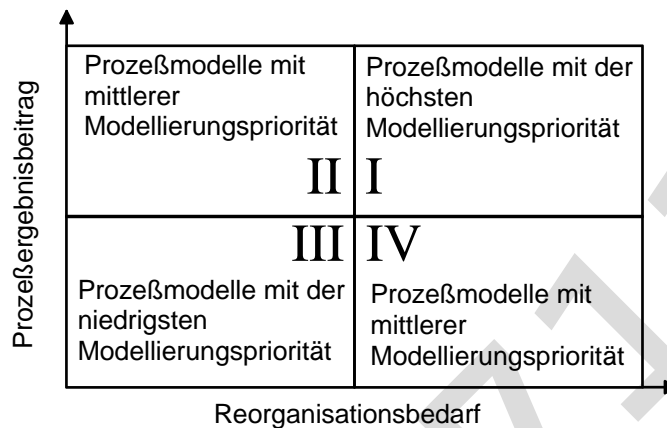 Prozeßmodelle mit
mittlerer
Modellierungspriorität
II
Prozeßmodelle mit der
höchsten
Modellierungspriorität
I
III
Prozeßmodelle mit der
niedrigsten
Modellierungspriorität
IV
Prozeßmodelle mit
mittlerer
Modellierungspriorität
Prozeßergebnisbeitrag
Reorganisationsbedarf